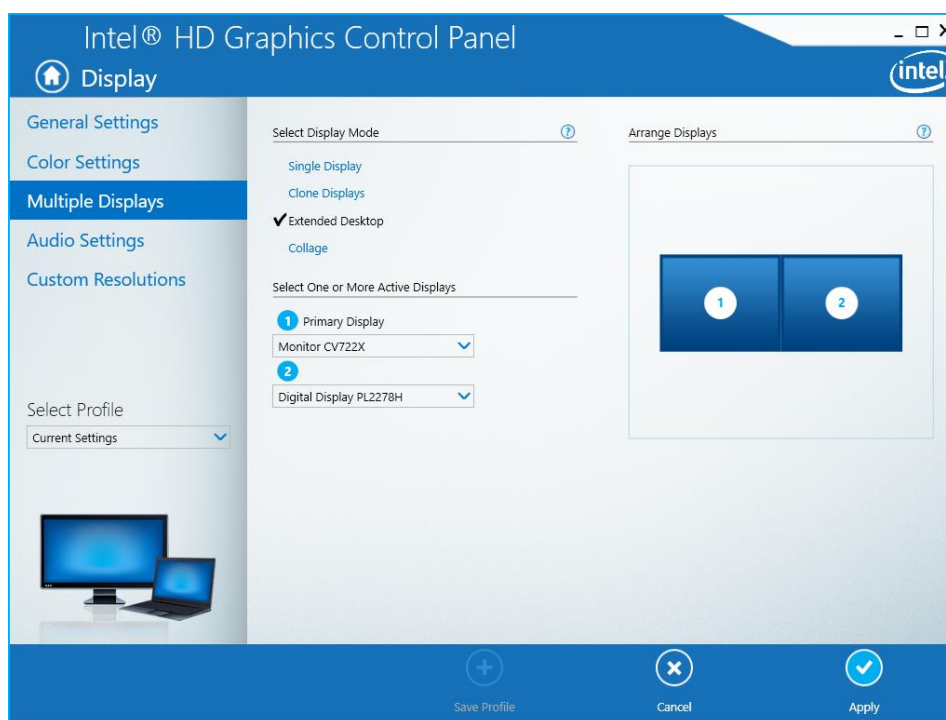 Intel® HD Graphics Control Panel
Display
intel
General Settings
Color Settings
Multiple Displays
Audio Settings
Custom Resolutions
Select Profile
Current Settings
Select Display Mode
Single Display
Clone Displays
Extended Desktop
Collage
Select One or More Active Displays
1 Primary Display
Monitor CV722X
2
Digital Display PL2278H
Arrange Displays
1 2
Save Profile
Cancel
Apply